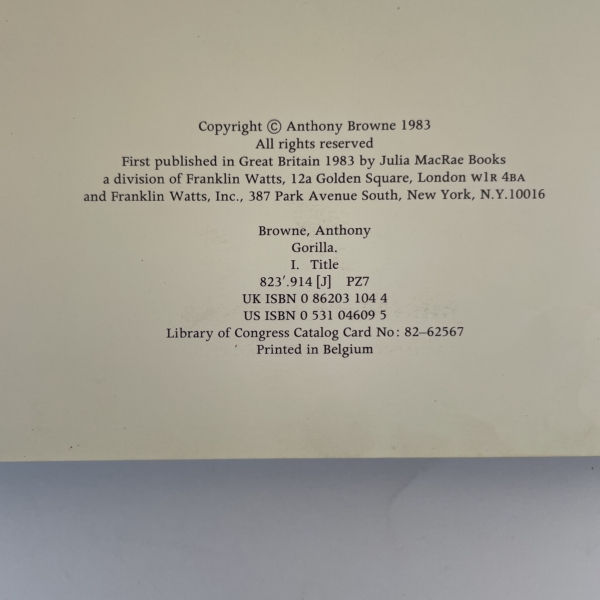 Copyright © Anthony Browne 1983
All rights reserved
First published in Great Britain 1983 by Julia MacRae Books
a division of Franklin Watts, 12a Golden Square, London W1R 4BA
and Franklin Watts, Inc., 387 Park Avenue South, New York, N.Y.10016
Browne, Anthony
Gorilla.
I. Title
823′.914 [J] PZ7
UK ISBN 0 86203 104 4
US ISBN 0 531 04609 5
Library of Congress Catalog Card No: 82–62567
Printed in Belgium